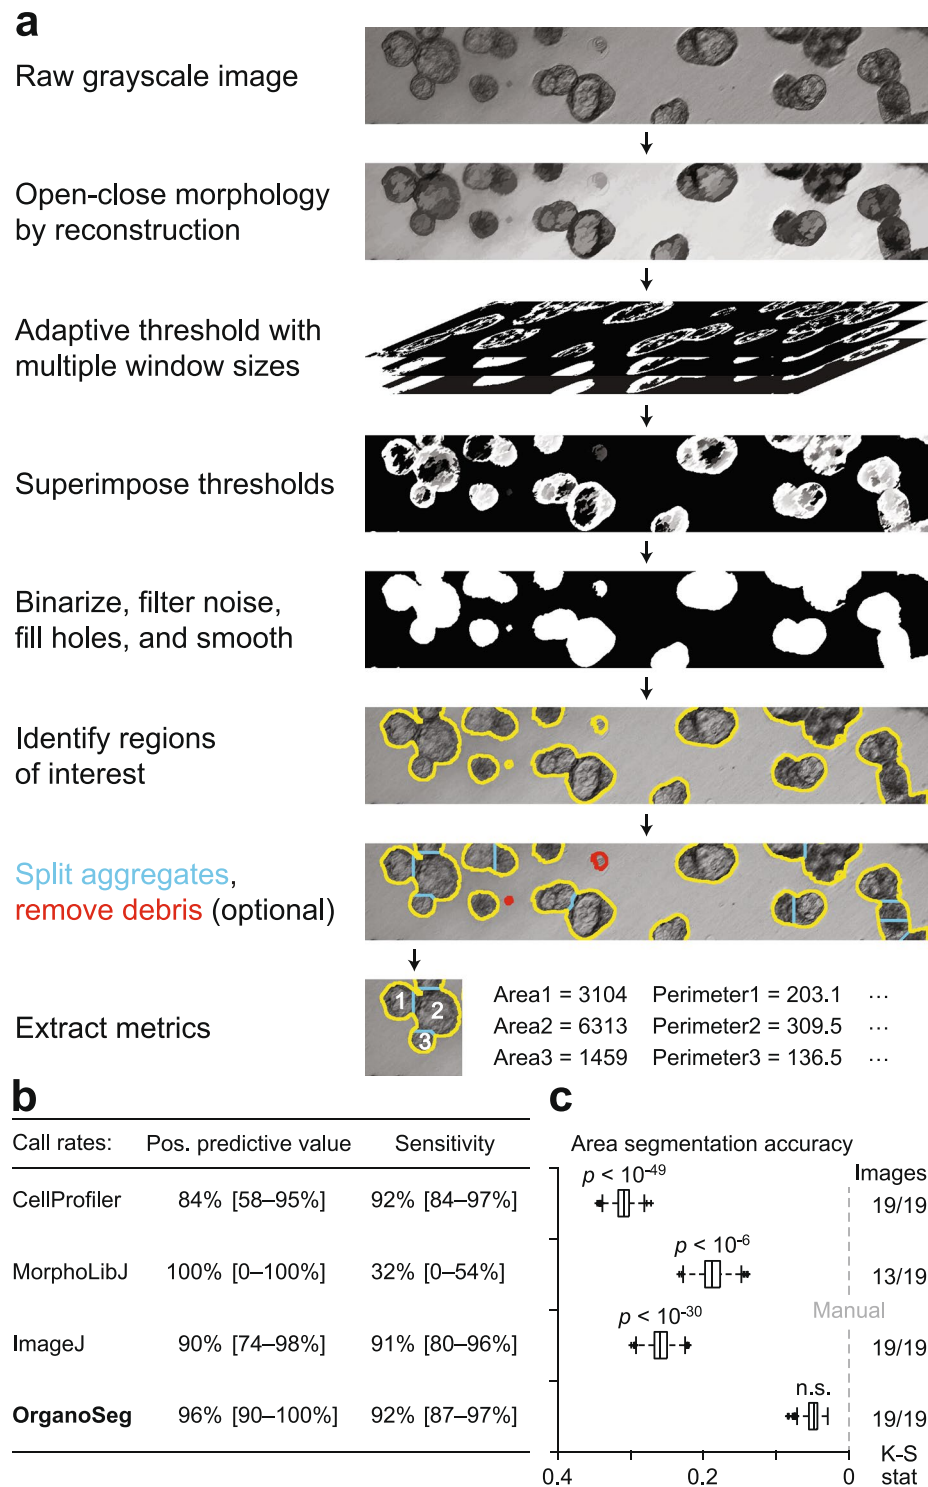 a
Raw grayscale image
Open-close morphology
by reconstruction
Adaptive threshold with
multiple window sizes
Superimpose thresholds
Binarize, filter noise,
fill holes, and smooth
Identify regions
of interest
Split aggregates,
remove debris (optional)
Extract metrics
1
2
3
Area1 = 3104 Perimeter1 = 203.1 ...
Area2 = 6313 Perimeter2 = 309.5 ...
Area3 = 1459 Perimeter3 = 136.5 ...
b
Call rates: Pos. predictive value Sensitivity
CellProfiler 84% [58–95%] 92% [84–97%]
MorphoLibJ 100% [0–100%] 32% [0–54%]
ImageJ 90% [74–98%] 91% [80–96%]
OrganoSeg 96% [90–100%] 92% [87–97%]
c
Area segmentation accuracy
Images
p < 10^-49
19/19
p < 10^-6
13/19
Manual
p < 10^-30
19/19
n.s.
19/19
0.4 0.2 0
K-S
stat